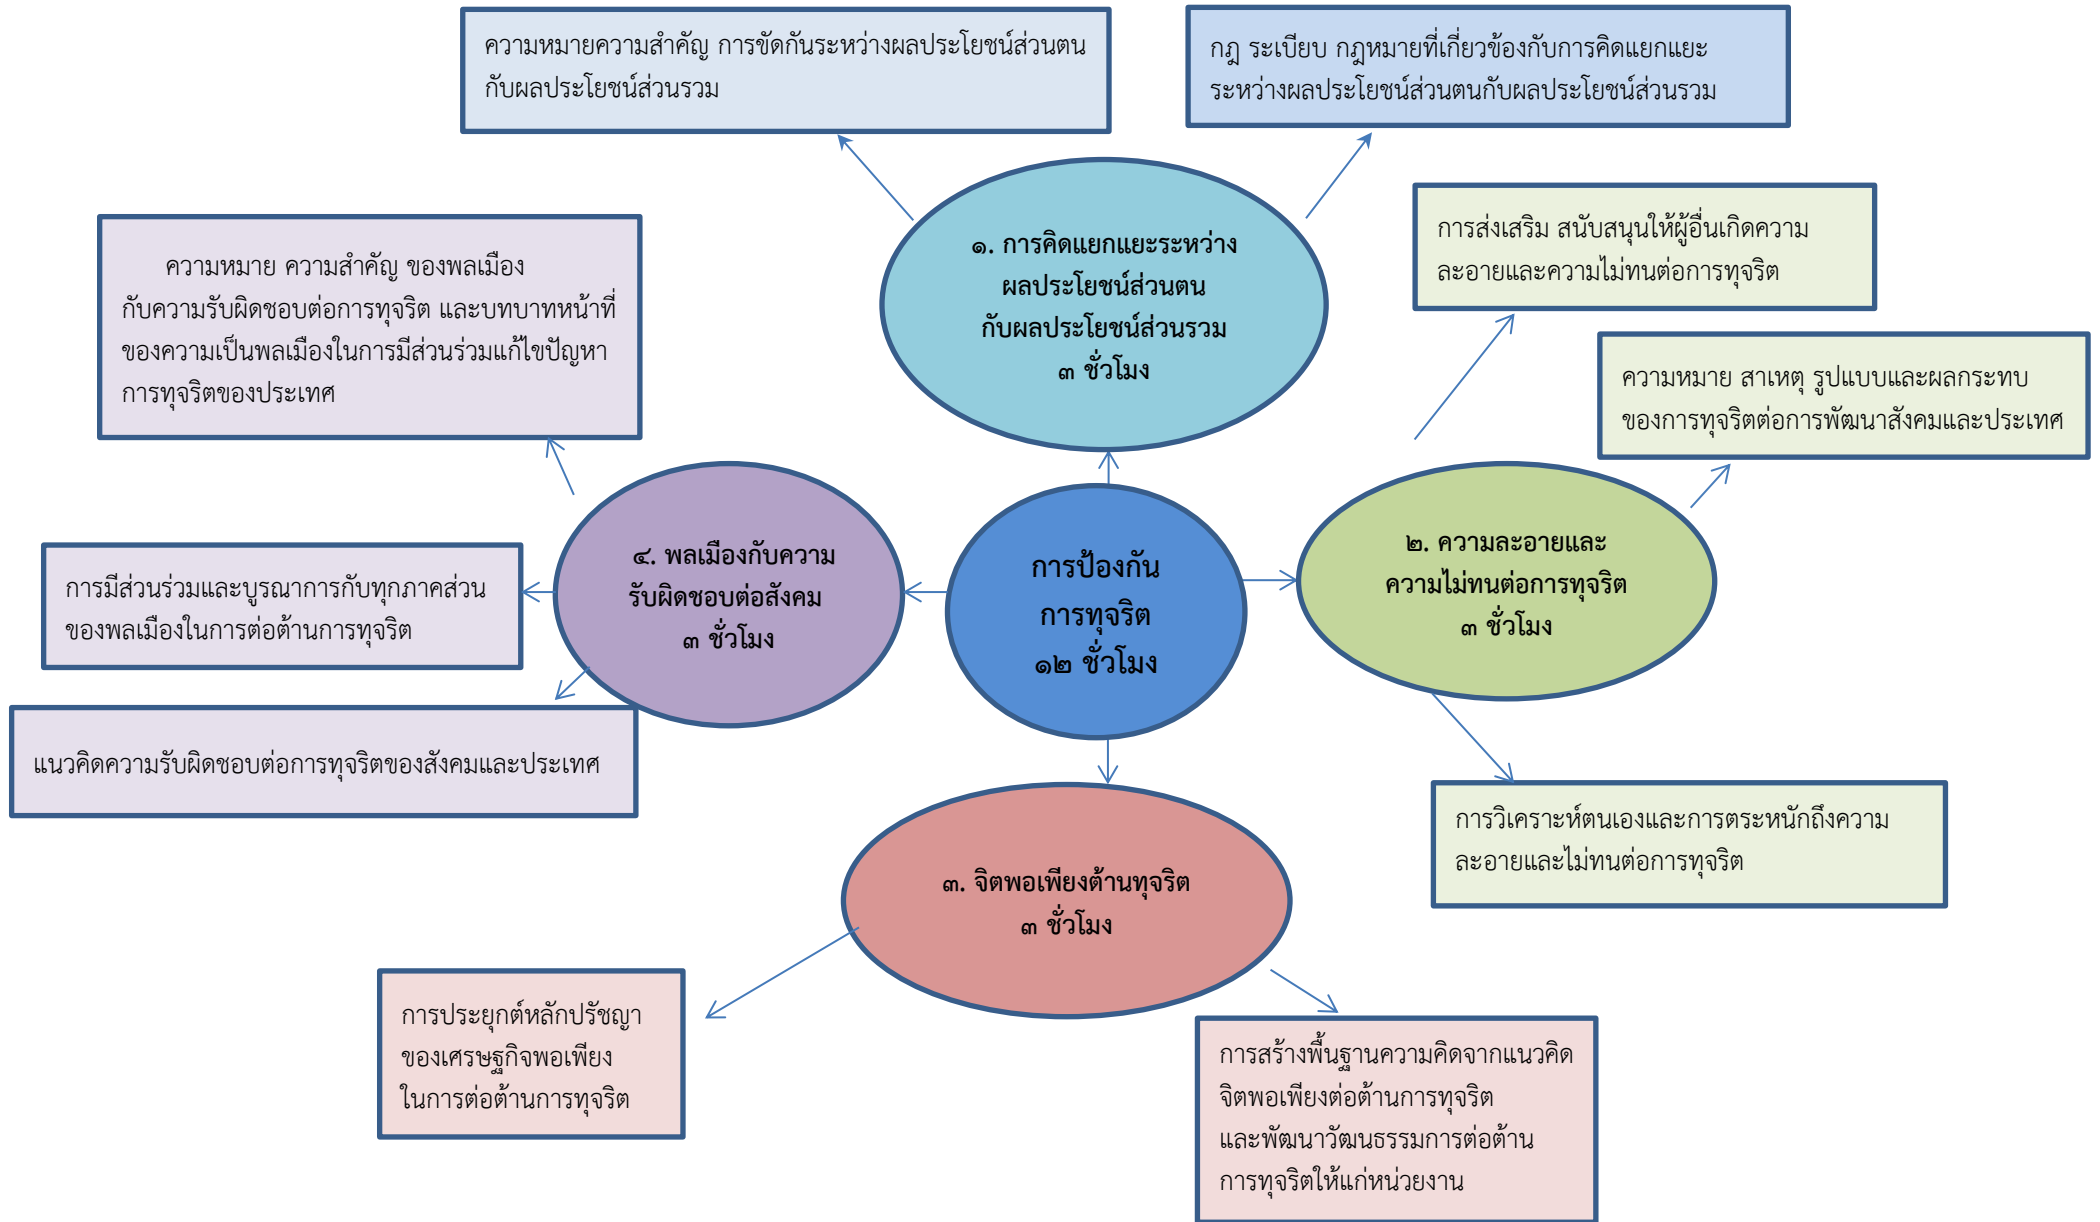 ความหมายความสำคัญ การขัดกันระหว่างผลประโยชน์ส่วนตน
กับผลประโยชน์ส่วนรวม
กฎ ระเบียบ กฎหมายที่เกี่ยวข้องกับการคิดแยกแยะ
ระหว่างผลประโยชน์ส่วนตนกับผลประโยชน์ส่วนรวม
๑. การคิดแยกแยะระหว่าง
ผลประโยชน์ส่วนตน
กับผลประโยชน์ส่วนรวม
๓ ชั่วโมง
การส่งเสริม สนับสนุนให้ผู้อื่นเกิดความ
ละอายและความไม่ทนต่อการทุจริต
ความหมาย ความสำคัญ ของพลเมือง
กับความรับผิดชอบต่อการทุจริต และบทบาทหน้าที่
ของความเป็นพลเมืองในการมีส่วนร่วมแก้ไขปัญหา
การทุจริตของประเทศ
ความหมาย สาเหตุ รูปแบบและผลกระทบ
ของการทุจริตต่อการพัฒนาสังคมและประเทศ
๔. พลเมืองกับความ
รับผิดชอบต่อสังคม
๓ ชั่วโมง
การป้องกัน
การทุจริต
๑๒ ชั่วโมง
๒. ความละอายและ
ความไม่ทนต่อการทุจริต
๓ ชั่วโมง
การมีส่วนร่วมและบูรณาการกับทุกภาคส่วน
ของพลเมืองในการต่อต้านการทุจริต
แนวคิดความรับผิดชอบต่อการทุจริตของสังคมและประเทศ
การวิเคราะห์ตนเองและการตระหนักถึงความ
ละอายและไม่ทนต่อการทุจริต
๓. จิตพอเพียงต้านทุจริต
๓ ชั่วโมง
การประยุกต์หลักปรัชญา
ของเศรษฐกิจพอเพียง
ในการต่อต้านการทุจริต
การสร้างพื้นฐานความคิดจากแนวคิด
จิตพอเพียงต่อต้านการทุจริต
และพัฒนาวัฒนธรรมการต่อต้าน
การทุจริตให้แก่หน่วยงาน